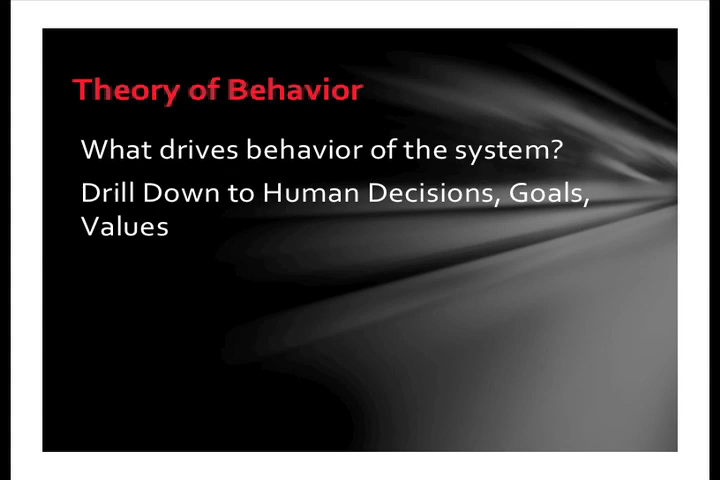 Theory of Behavior
What drives behavior of the system?
Drill Down to Human Decisions, Goals,
Values